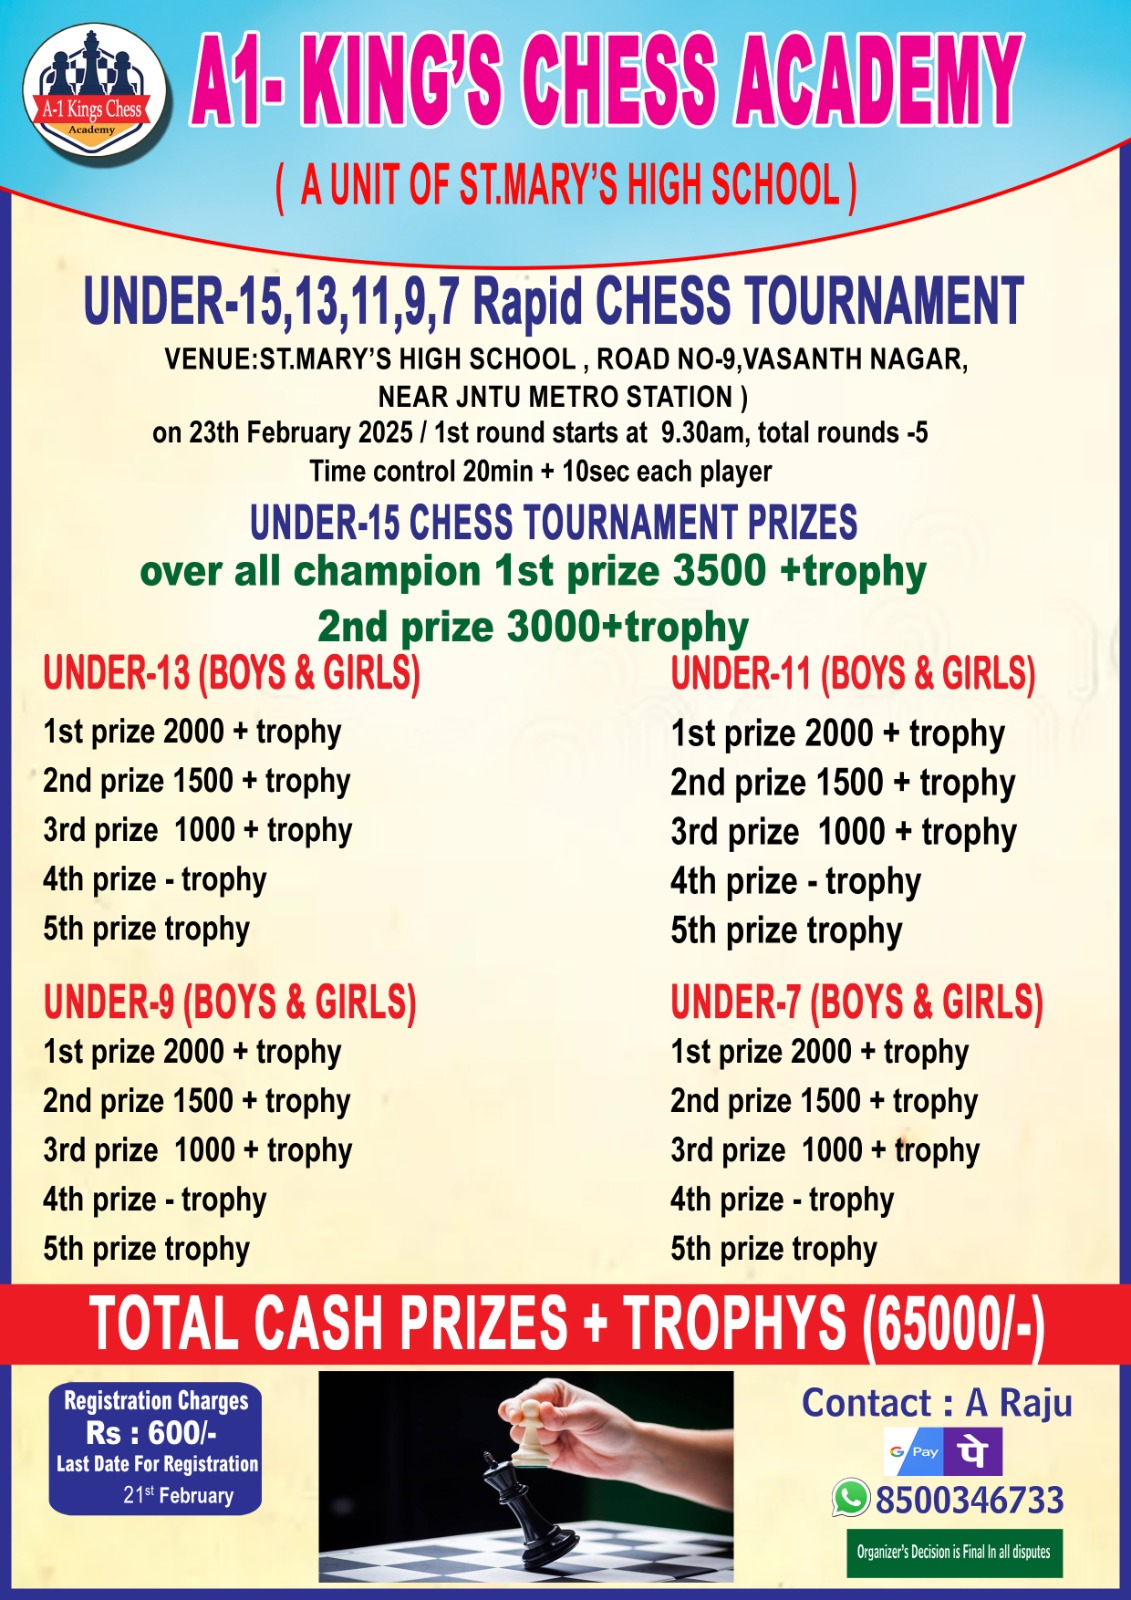 A-1 Kings Chess
Academy
A1- KING'S CHESS ACADEMY
( A UNIT OF ST.MARY'S HIGH SCHOOL )
UNDER-15,13,11,9,7 Rapid CHESS TOURNAMENT
VENUE:ST.MARY'S HIGH SCHOOL , ROAD NO-9,VASANTH NAGAR,
NEAR JNTU METRO STATION )
on 23th February 2025 / 1st round starts at 9.30am, total rounds -5
Time control 20min + 10sec each player
UNDER-15 CHESS TOURNAMENT PRIZES
over all champion 1st prize 3500 +trophy
2nd prize 3000+trophy
UNDER-13 (BOYS & GIRLS)
1st prize 2000 + trophy
2nd prize 1500 + trophy
3rd prize 1000 + trophy
4th prize - trophy
5th prize trophy
UNDER-11 (BOYS & GIRLS)
1st prize 2000 + trophy
2nd prize 1500 + trophy
3rd prize 1000 + trophy
4th prize - trophy
5th prize trophy
UNDER-9 (BOYS & GIRLS)
1st prize 2000 + trophy
2nd prize 1500 + trophy
3rd prize 1000 + trophy
4th prize - trophy
5th prize trophy
UNDER-7 (BOYS & GIRLS)
1st prize 2000 + trophy
2nd prize 1500 + trophy
3rd prize 1000 + trophy
4th prize - trophy
5th prize trophy
TOTAL CASH PRIZES + TROPHYS (65000/-)
Registration Charges
Rs : 600/-
Last Date For Registration
21st February
Contact : A Raju
G Pay पे
8500346733
Organizer's Decision is Final In all disputes